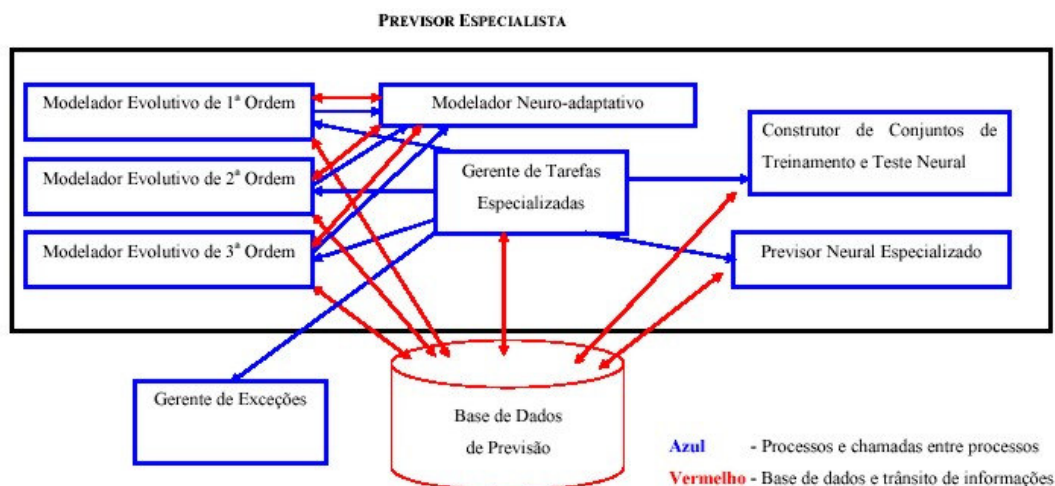 PREVISOR ESPECIALISTA
Modelador Evolutivo de 1ª Ordem
Modelador Neuro-adaptativo
Construtor de Conjuntos de
Treinamento e Teste Neural
Modelador Evolutivo de 2ª Ordem
Gerente de Tarefas
Especializadas
Modelador Evolutivo de 3ª Ordem
Previsor Neural Especializado
Gerente de Exceções
Base de Dados
de Previsão
Azul - Processos e chamadas entre processos
Vermelho - Base de dados e trânsito de informações